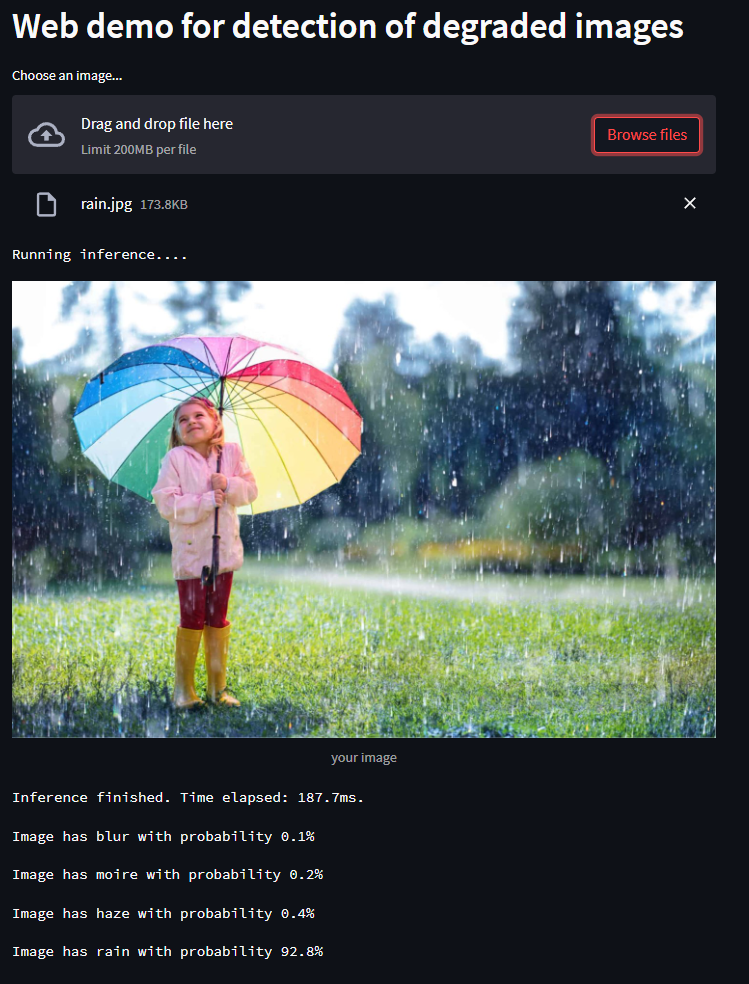 Web demo for detection of degraded images
Choose an image...
Drag and drop file here
Limit 200MB per file
Browse files
rain.jpg 173.8KB
Running inference....
your image
Inference finished. Time elapsed: 187.7ms.
Image has blur with probability 0.1%
Image has moire with probability 0.2%
Image has haze with probability 0.4%
Image has rain with probability 92.8%